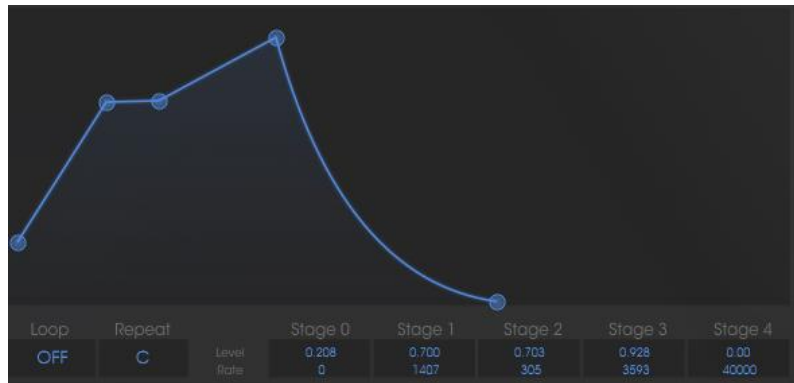 Loop Repeat Stage 0 Stage 1 Stage 2 Stage 3 Stage 4
OFF C Level 0.208 0.700 0.703 0.928 0.00
Rate 0 1407 305 3593 40000